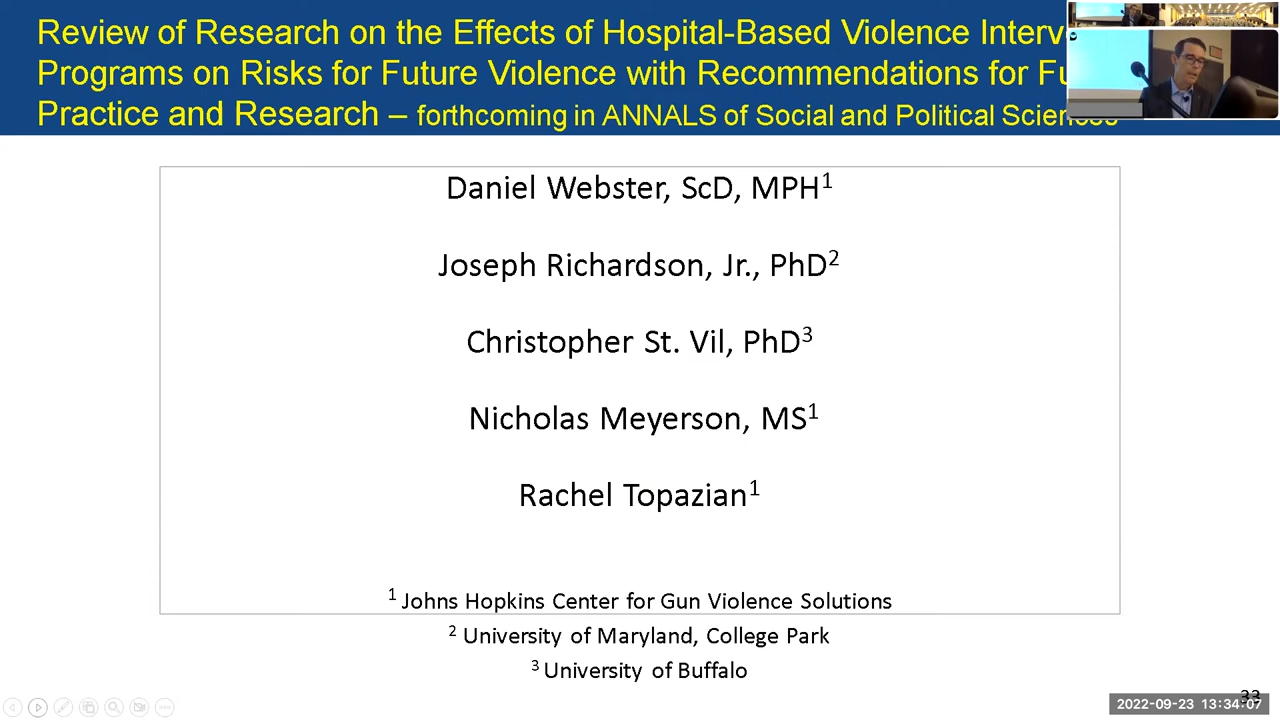 Review of Research on the Effects of Hospital-Based Violence
Programs on Risks for Future Violence with Recommendations for
Practice and Research – forthcoming in ANNALS of Social and Political Sciences
Daniel Webster, ScD, MPH1
Joseph Richardson, Jr., PhD2
Christopher St. Vil, PhD3
Nicholas Meyerson, MS1
Rachel Topazian1
1 Johns Hopkins Center for Gun Violence Solutions
2 University of Maryland, College Park
3 University of Buffalo
33
2022-09-23 13:34:07